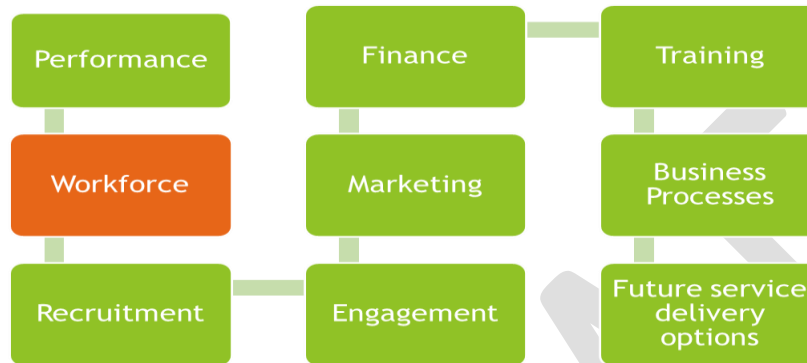 Performance
Workforce
Recruitment
Engagement
Marketing
Finance
Training
Business
Processes
Future service
delivery
options